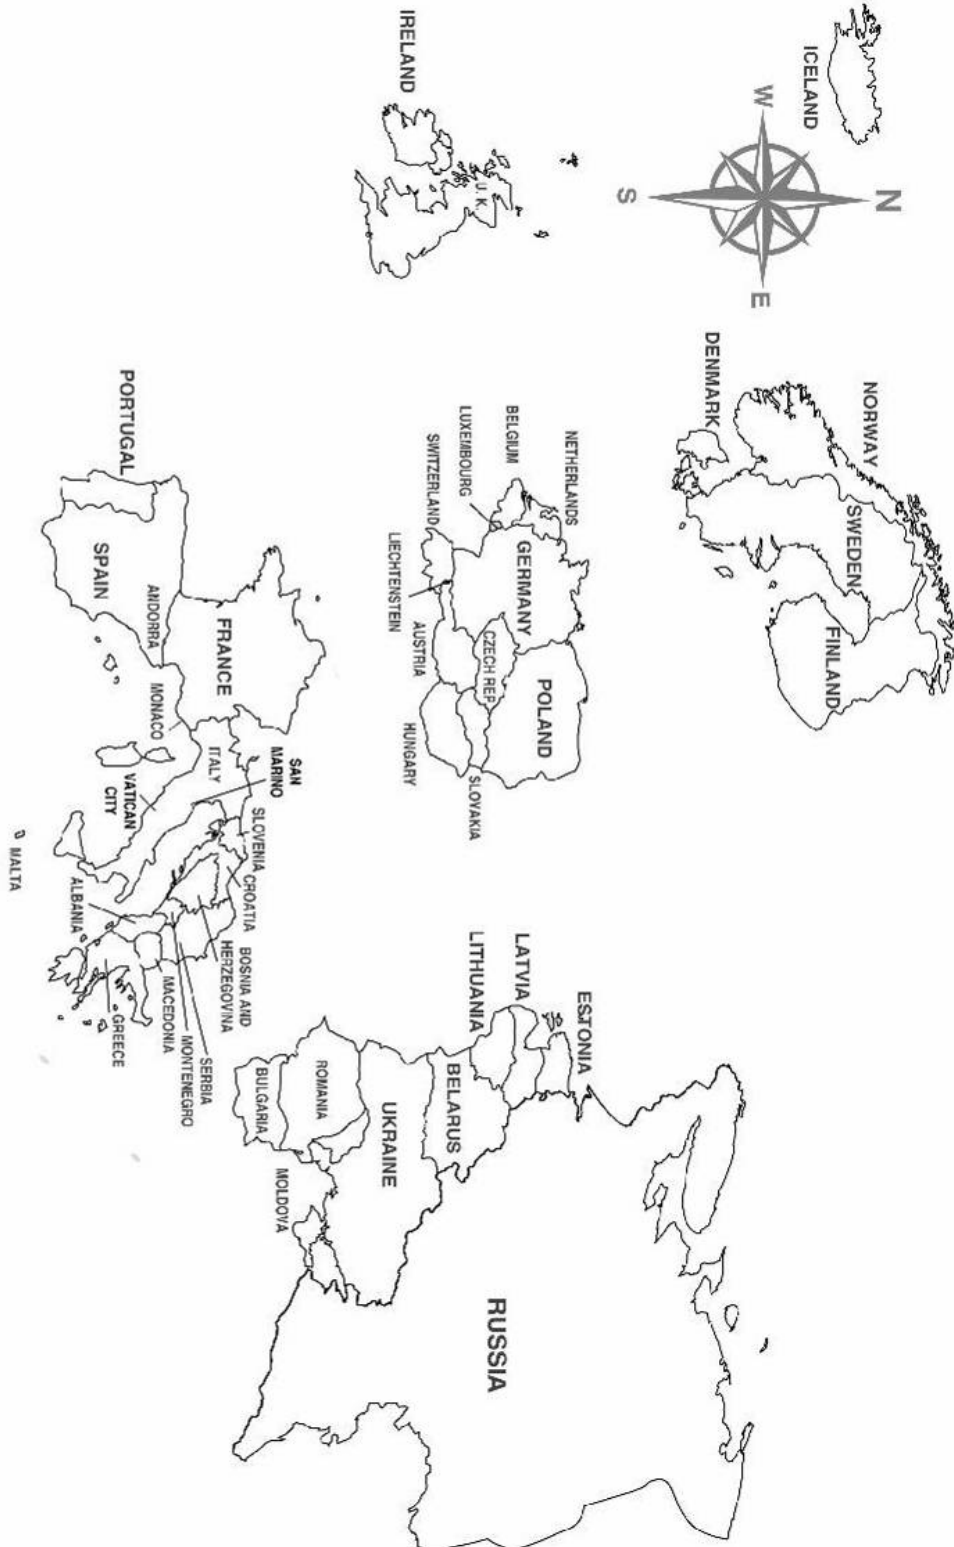 ICELAND
N
W
E
S
NORWAY
SWEDEN
FINLAND
DENMARK
IRELAND
U. K.
NETHERLANDS
BELGIUM
LUXEMBOURG
SWITZERLAND
LIECHTENSTEIN
GERMANY
POLAND
CZECH REP.
AUSTRIA
HUNGARY
SLOVAKIA
ESTONIA
LATVIA
LITHUANIA
BELARUS
RUSSIA
UKRAINE
ROMANIA
BULGARIA
MOLDOVA
PORTUGAL
SPAIN
ANDORRA
FRANCE
MONACO
ITALY
SAN
MARINO
VATICAN
CITY
SLOVENIA
CROATIA
BOSNIA AND
HERZEGOVINA
SERBIA
MONTENEGRO
MACEDONIA
ALBANIA
GREECE
MALTA